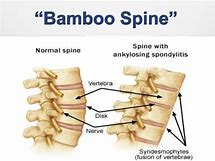 “Bamboo Spine”
Normal spine
Spine with
ankylosing spondylitis
Vertebra
Disk
Nerve
Syndesmophytes
(fusion of vertebrae)